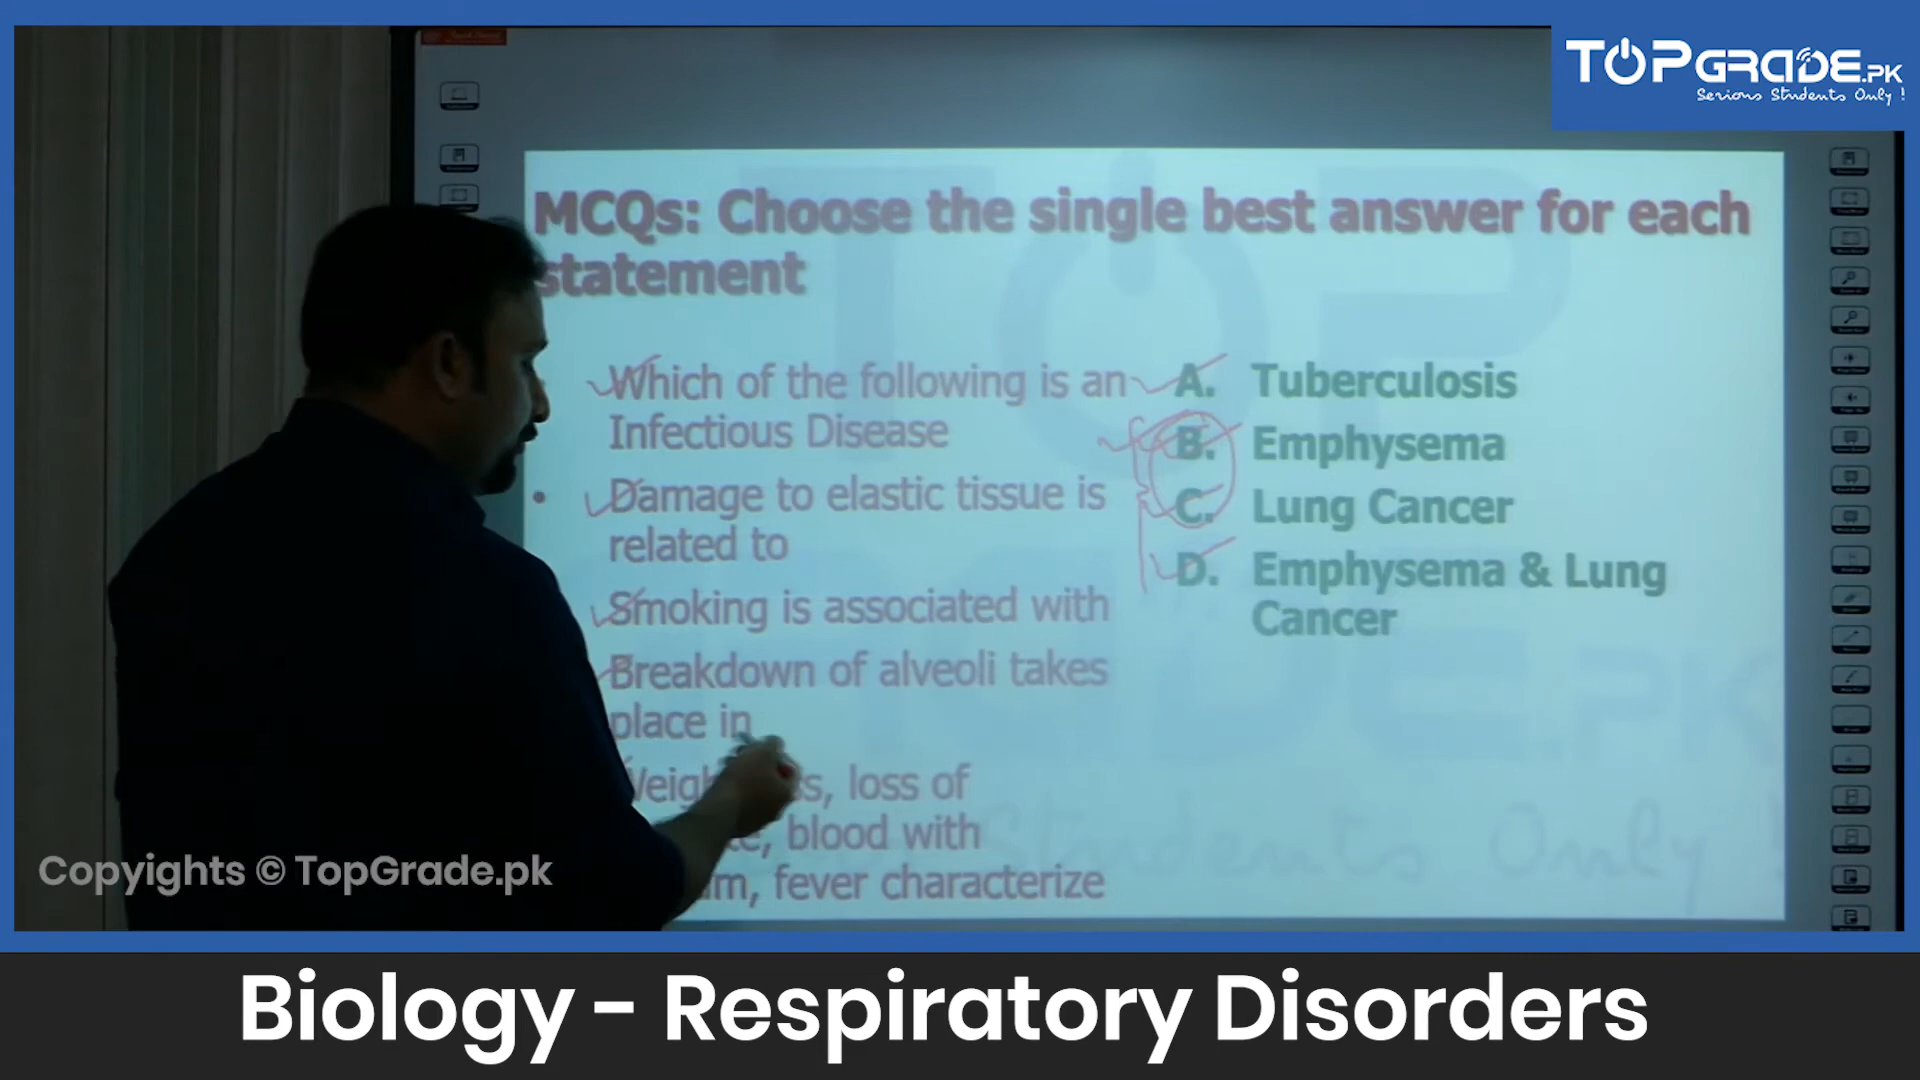 TOPGRADE.PK
Serious Students Only !
MCQs: Choose the single best answer for each
statement
Which of the following is an
Infectious Disease
• Damage to elastic tissue is
related to
Smoking is associated with
Breakdown of alveoli takes
place in
loss of
blood with
fever characterize
A. Tuberculosis
B. Emphysema
C. Lung Cancer
D. Emphysema & Lung
Cancer
Students Only !
Copyights © TopGrade.pk
Biology - Respiratory Disorders